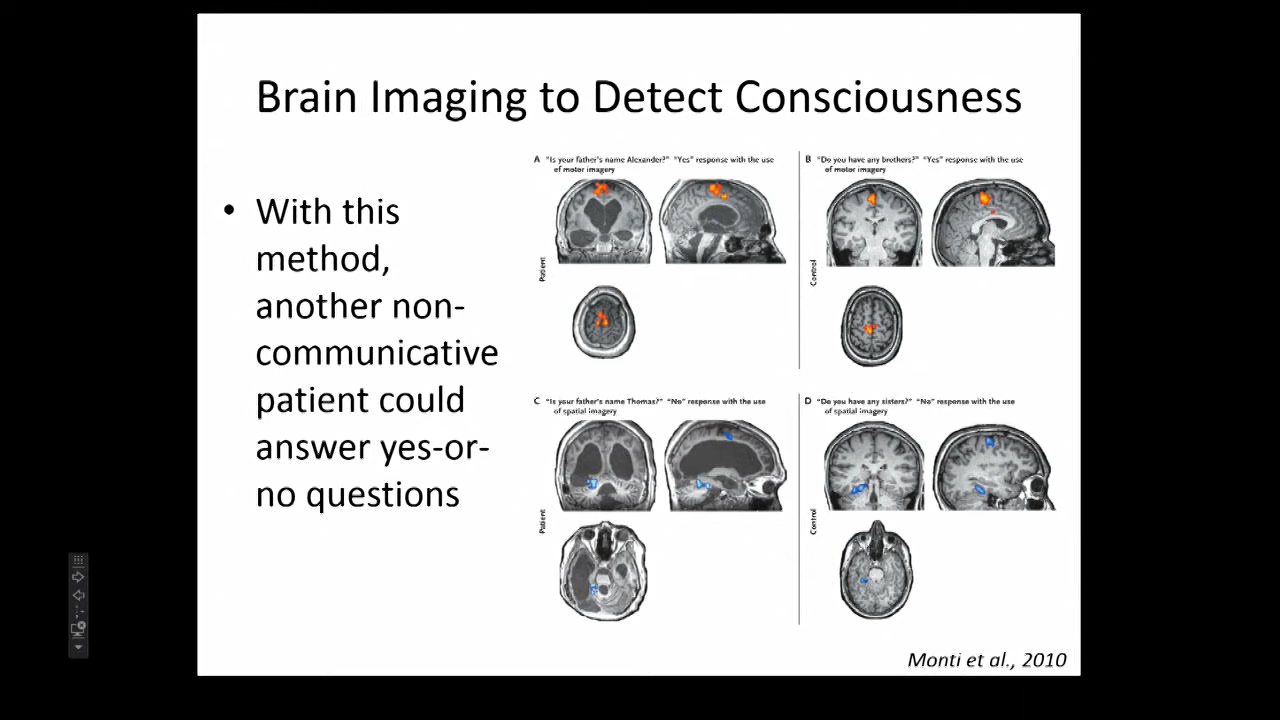 Brain Imaging to Detect Consciousness
• With this
method,
another non-
communicative
patient could
answer yes-or-
no questions
A "Is your father's name Alexander?" "Yes" response with the use
of motor imagery
Patient
B "Do you have any brothers?" "Yes" response with the use
of motor imagery
Control
C "Is your father's name Thomas?" "No" response with the use
of spatial imagery
Patient
D "Do you have any sisters?" "No" response with the use
of spatial imagery
Control
Monti et al., 2010